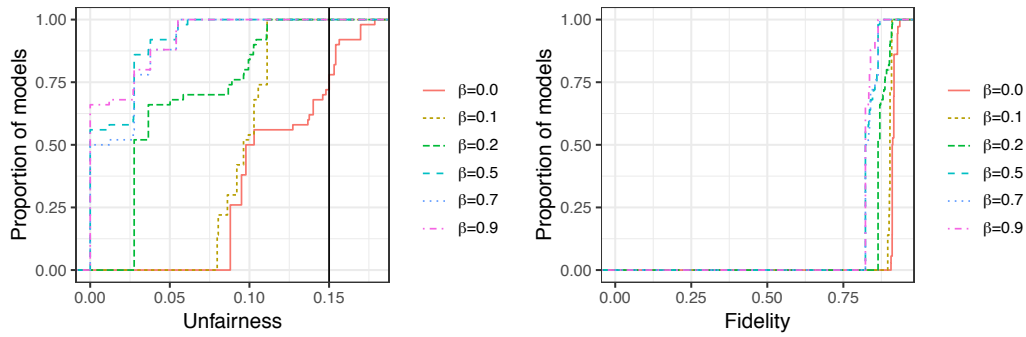 Proportion of models
1.00
0.75
0.50
0.25
0.00
0.00 0.05 0.10 0.15
Unfairness
β=0.0
β=0.1
β=0.2
β=0.5
β=0.7
β=0.9
Proportion of models
1.00
0.75
0.50
0.25
0.00
0.00 0.25 0.50 0.75
Fidelity
β=0.0
β=0.1
β=0.2
β=0.5
β=0.7
β=0.9